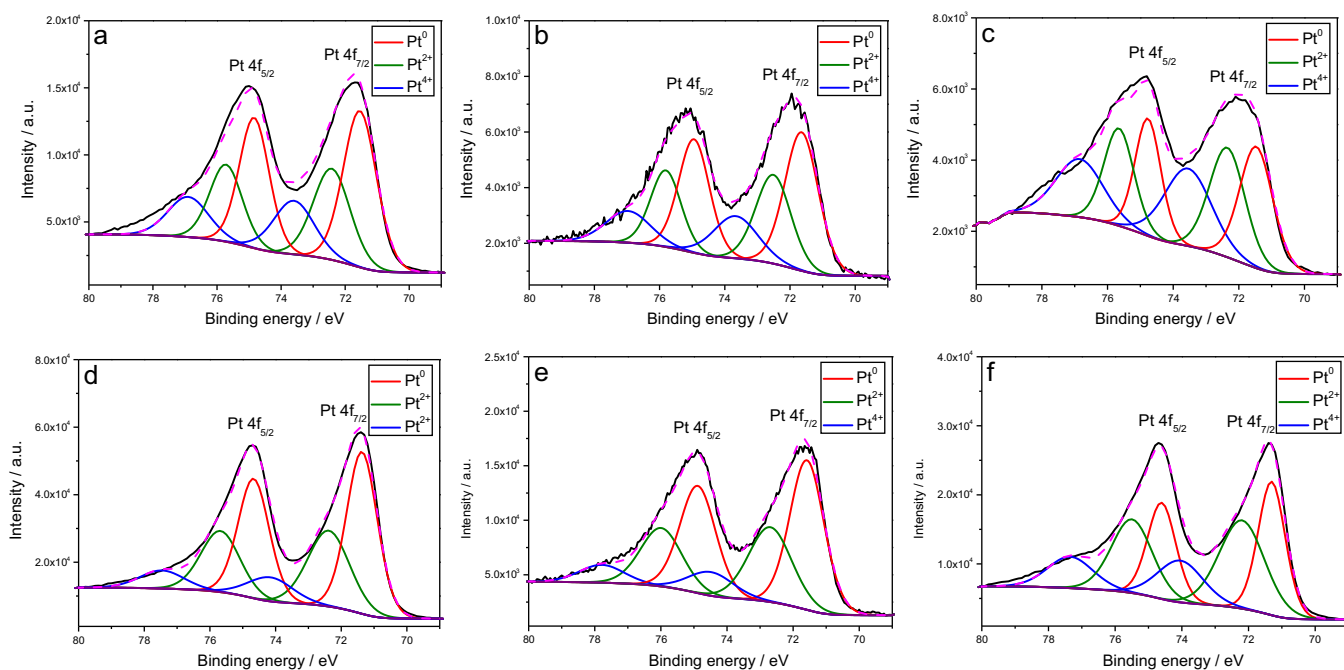 a
Pt 4f5/2
Pt 4f7/2
Pt0
Pt2+
Pt4+
2.0x104
1.5x104
1.0x104
5.0x103
Intensity / a.u.
80 78 76 74 72 70
Binding energy / eV
b
Pt 4f5/2
Pt 4f7/2
Pt0
Pt2+
Pt4+
1.0x104
8.0x103
6.0x103
4.0x103
2.0x103
Intensity / a.u.
80 78 76 74 72 70
Binding energy / eV
c
Pt 4f5/2
Pt 4f7/2
Pt0
Pt2+
Pt4+
8.0x103
6.0x103
4.0x103
2.0x103
Intensity / a.u.
80 78 76 74 72 70
Binding energy / eV
d
Pt 4f5/2
Pt 4f7/2
Pt0
Pt2+
Pt2+
8.0x104
6.0x104
4.0x104
2.0x104
Intensity / a.u.
80 78 76 74 72 70
Binding energy / eV
e
Pt 4f5/2
Pt 4f7/2
Pt0
Pt2+
Pt4+
2.5x104
2.0x104
1.5x104
1.0x104
5.0x103
Intensity / a.u.
80 78 76 74 72 70
Binding energy / eV
f
Pt 4f5/2
Pt 4f7/2
Pt0
Pt2+
Pt4+
4.0x104
3.0x104
2.0x104
1.0x104
Intensity / a.u.
80 78 76 74 72 70
Binding energy / eV